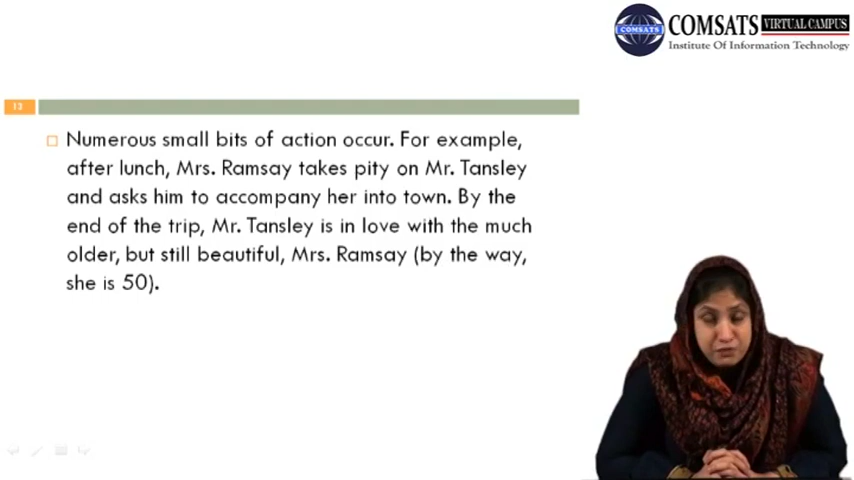 COMSATS VIRTUAL CAMPUS
COMSATS
Institute Of Information Technology
13
Numerous small bits of action occur. For example,
after lunch, Mrs. Ramsay takes pity on Mr. Tansley
and asks him to accompany her into town. By the
end of the trip, Mr. Tansley is in love with the much
older, but still beautiful, Mrs. Ramsay (by the way,
she is 50).